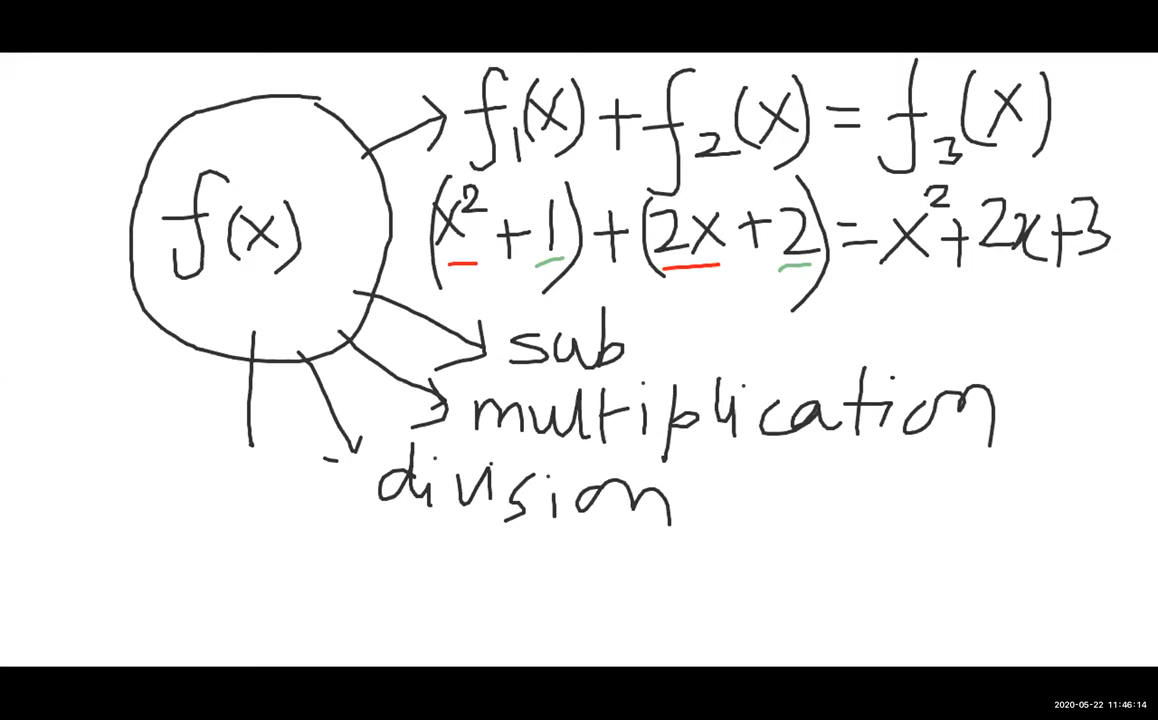 f₁(x) + f₂(x) = f₃(x)
f(x)
(x² + 1) + (2x + 2) = x² + 2x + 3
sub
multiplication
division
2020-05-22 11:46:14